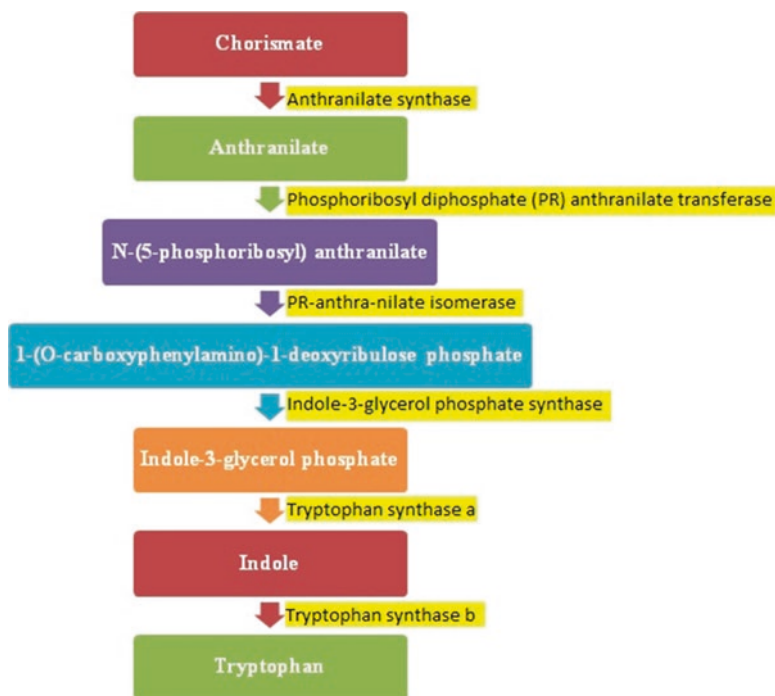 Chorismate
Anthranilate synthase
Anthranilate
Phosphoribosyl diphosphate (PR) anthranilate transferase
N-(5-phosphoribosyl) anthranilate
PR-anthra-nilate isomerase
1-(O-carboxyphenylamino)-1-deoxyribulose phosphate
Indole-3-glycerol phosphate synthase
Indole-3-glycerol phosphate
Tryptophan synthase a
Indole
Tryptophan synthase b
Tryptophan